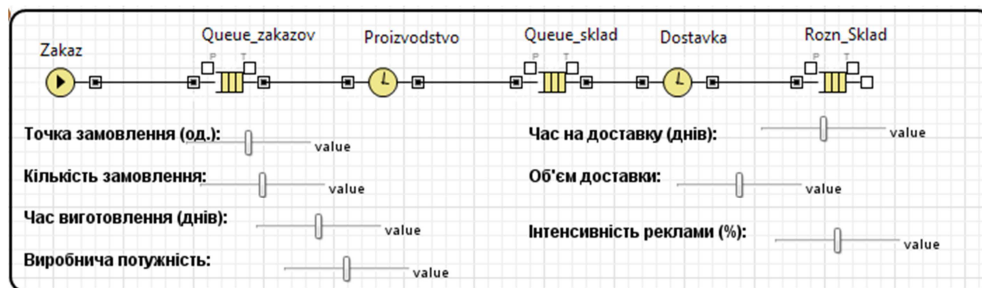 Zakaz
Queue_zakazov
Proizvodstvo
Queue_sklad
Dostavka
Rozn_Sklad
P T
P T
P T
Точка замовлення (од.):
value
Кількість замовлення:
value
Час виготовлення (днів):
value
Виробнича потужність:
value
Час на доставку (днів):
value
Об'єм доставки:
value
Інтенсивність реклами (%):
value